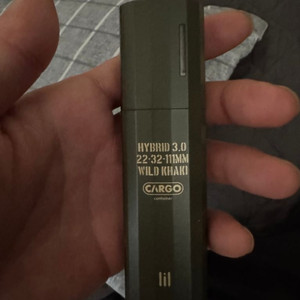 HYBRID 3.0
22·32·111MM
WILD KHAKI
CARGO
lil